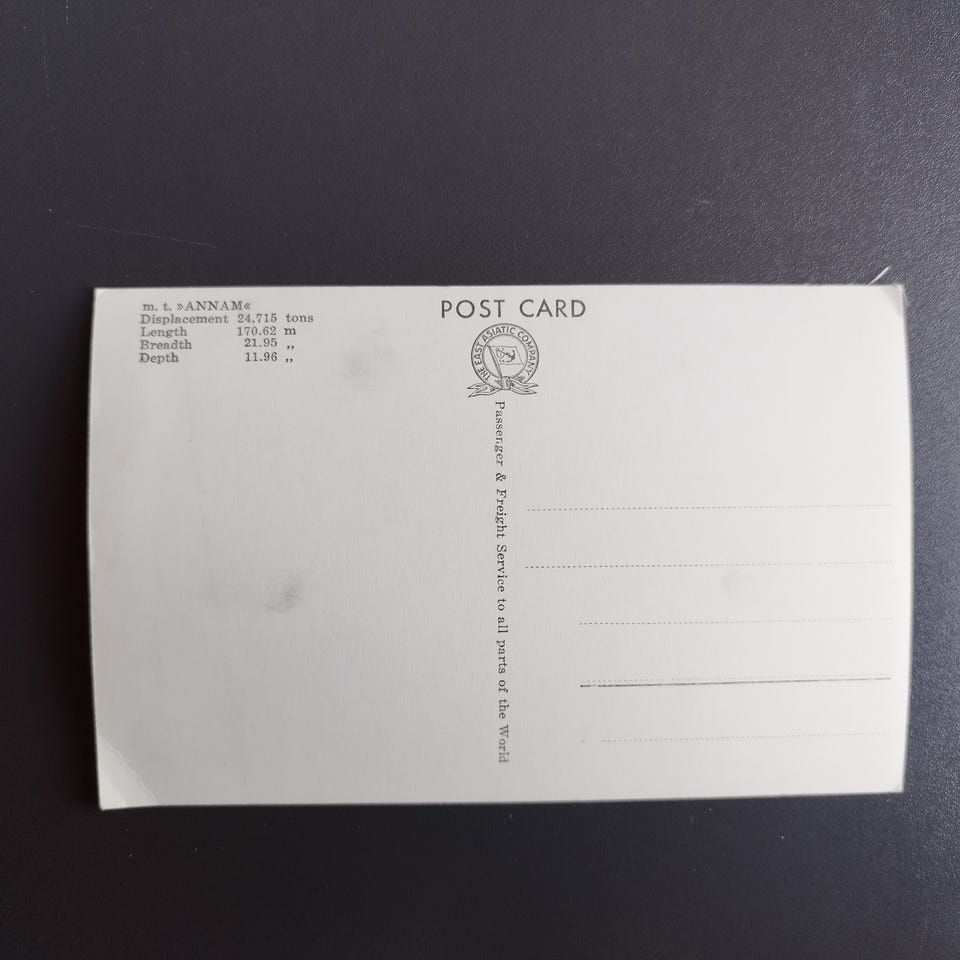 m. t. »ANNAM«
Displacement 24,715 tons
Length 170.62 m
Breadth 21.95 „
Depth 11.96 „
POST CARD
THE EAST ASIATIC COMPANY
Passenger & Freight Service to all parts of the World